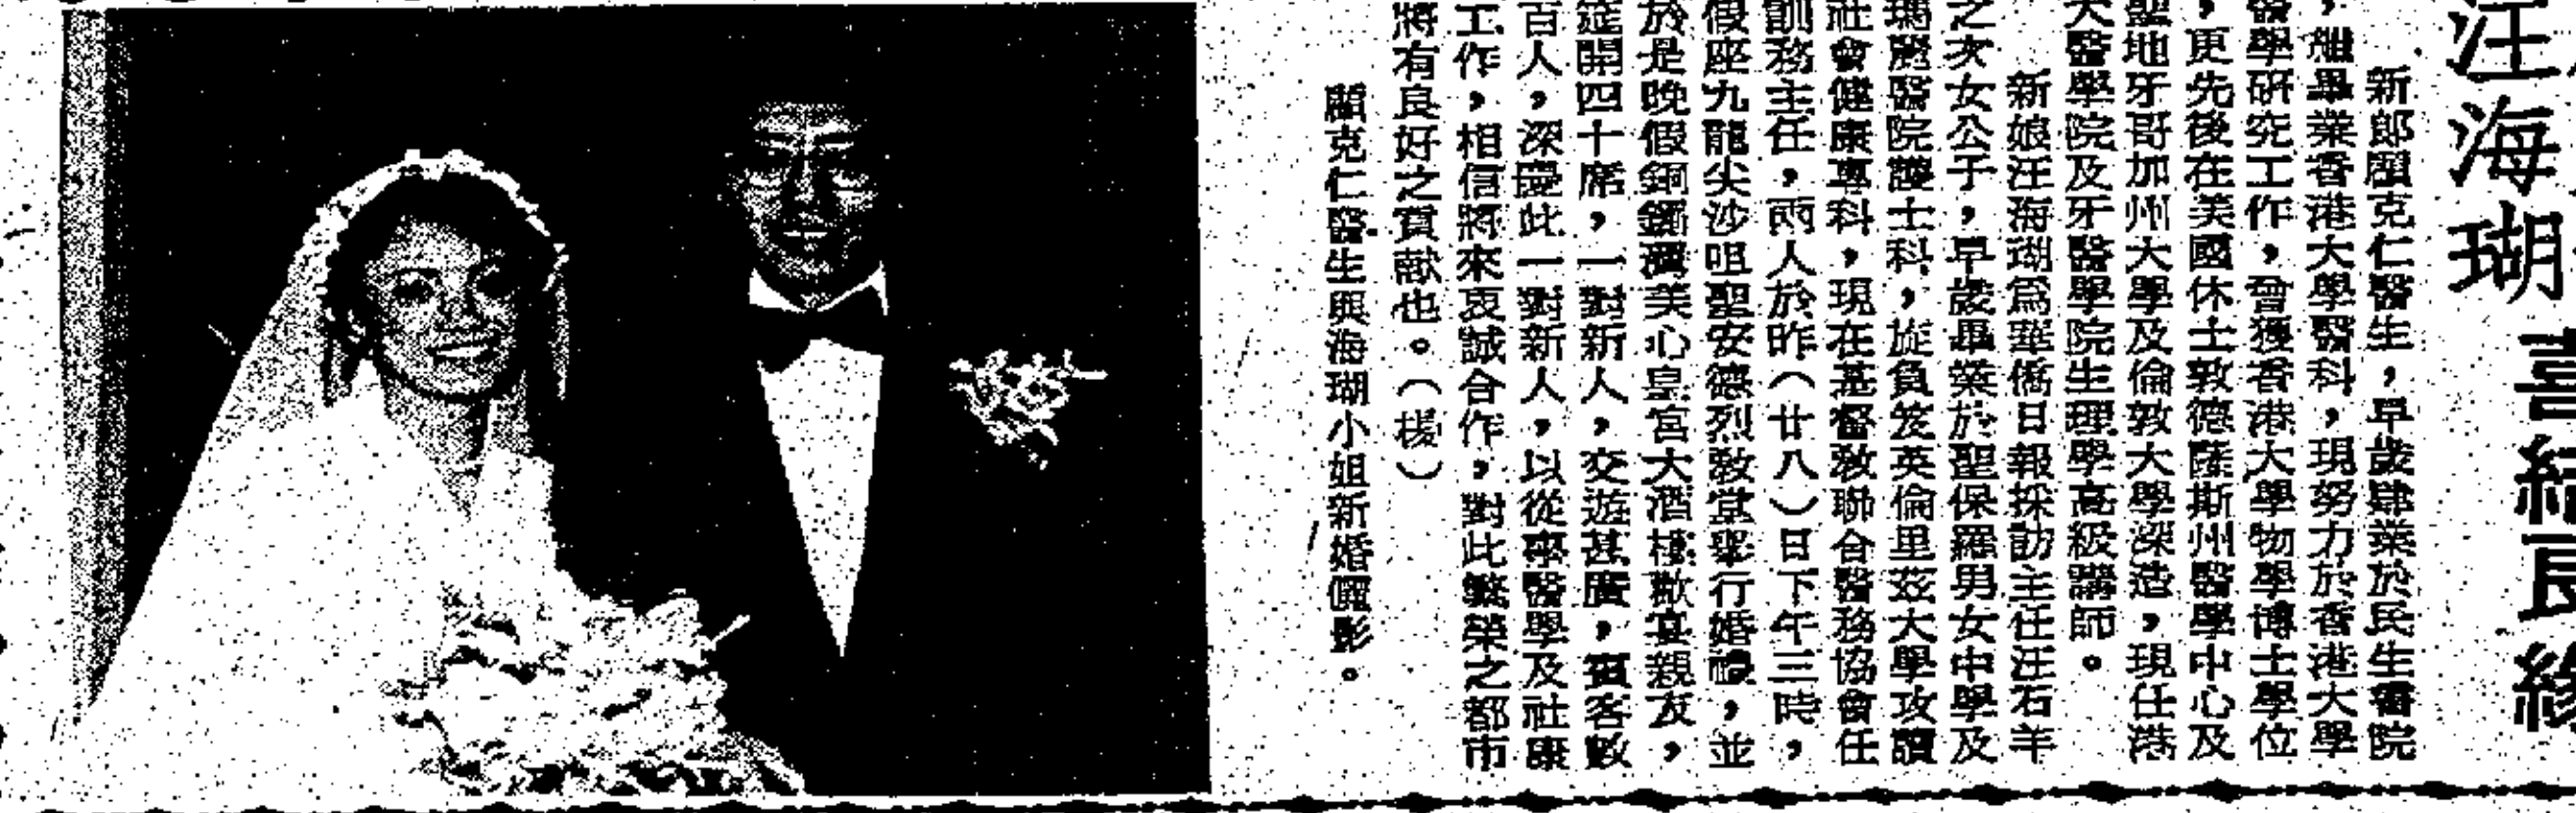 汪海瑚
喜結良緣
新郎顧克仁醫生，早歲肄業於民生書院
，繼畢業香港大學醫科，現努力於香港大學
醫學研究工作，曾獲香港大學物學博士學位
，更先後在美國休士敦德薩斯州醫學中心及
聖地牙哥加州大學及倫敦大學深造，現任港
大醫學院及牙醫學院生理學高級講師。
新娘汪海瑚爲華僑日報採訪主任汪石羊
之次女公子，早歲畢業於聖保羅男女中學及
瑪麗醫院護士科，旋負笈英倫里茲大學攻讀
社會健康專科，現在基督教聯合醫務協會任
訓務主任，兩人於昨（廿八）日下午三時，
假座九龍尖沙咀聖安德烈教堂舉行婚禮，並
於是晚假銅鑼灣美心皇宮大酒樓歡宴親友，
筵開四十席，一對新人，交遊甚廣，賓客數
百人，深慶此一對新人，以從事醫學及社康
工作，相信將來衷誠合作，對此繁榮之都市
將有良好之貢獻也。（援）
顧克仁醫生與海瑚小姐新婚儷影。